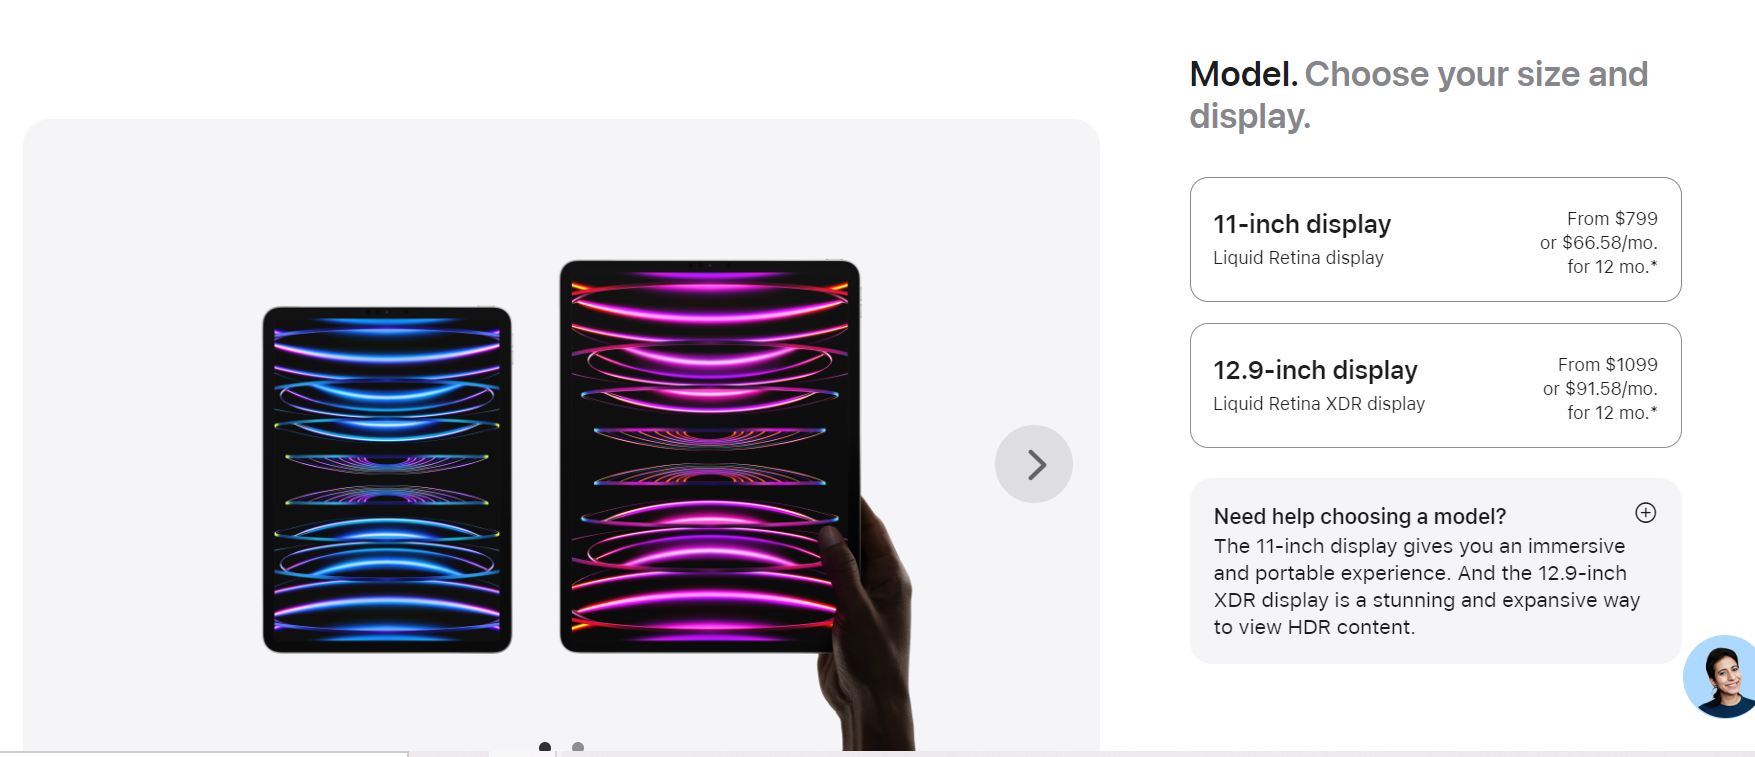 Model. Choose your size and
display.
11-inch display
Liquid Retina display
From $799
or $66.58/mo.
for 12 mo.*
12.9-inch display
Liquid Retina XDR display
From $1099
or $91.58/mo.
for 12 mo.*
Need help choosing a model?
The 11-inch display gives you an immersive
and portable experience. And the 12.9-inch
XDR display is a stunning and expansive way
to view HDR content.